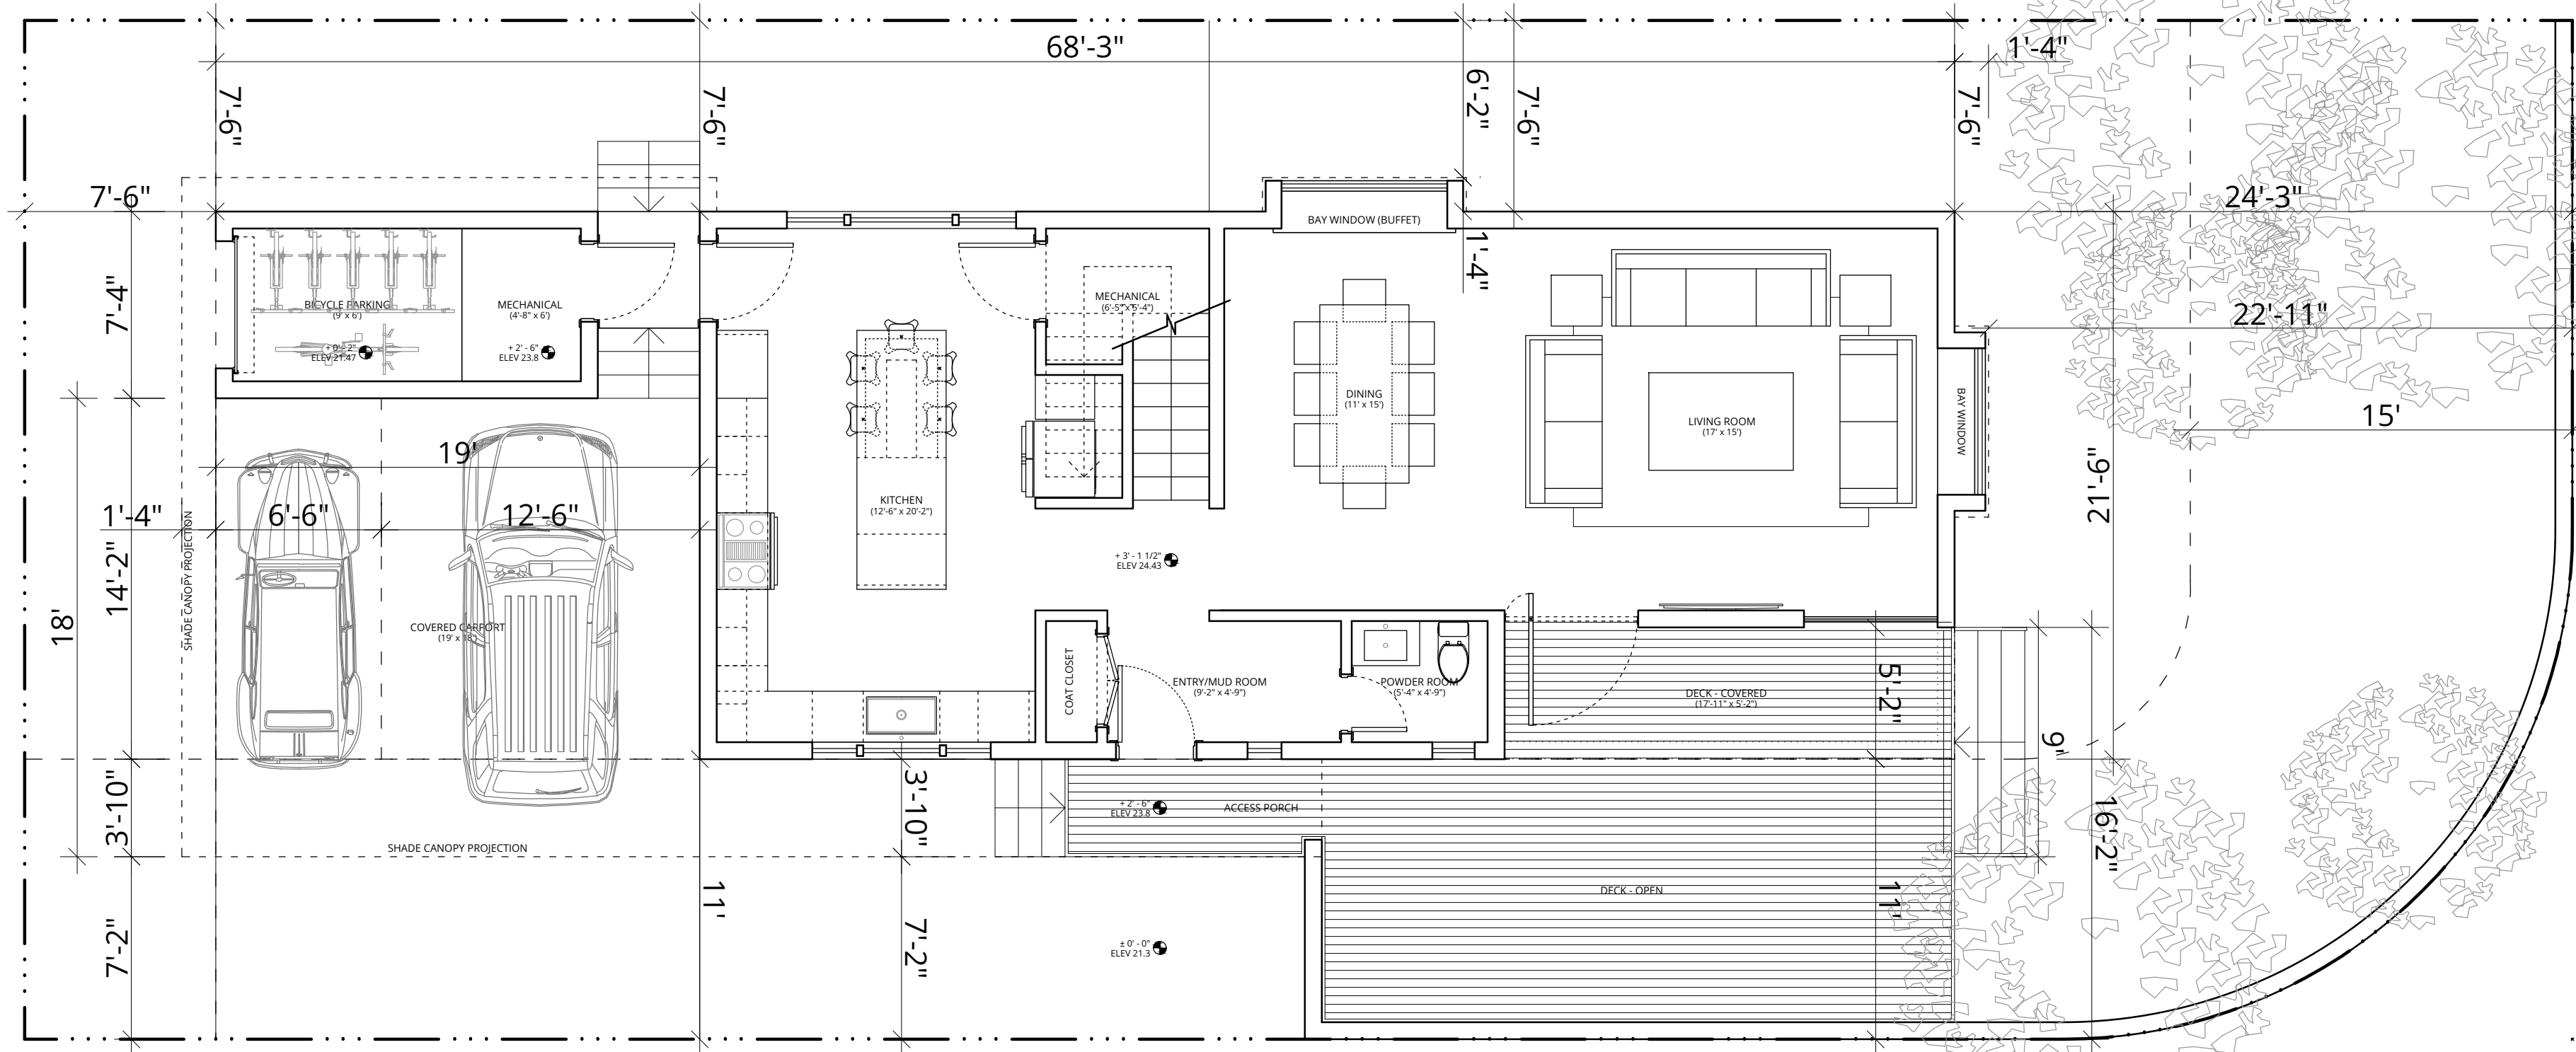 68'-3"
1'-4"
7'-6"
7'-6"
6'-2"
7'-6"
7'-6"
7'-6"
24'-3"
BAY WINDOW (BUFFET)
1'-4"
7'-4"
BICYCLE PARKING
(9' x 6')
MECHANICAL
(4'-8" x 6')
MECHANICAL
(6'-5" x 5'-4")
22'-11"
+ 0' - 2"
ELEV 21.47
+ 2' - 6"
ELEV 23.8
DINING
(11' x 15')
LIVING ROOM
(17' x 15')
BAY WINDOW
15'
19'
21'-9"
KITCHEN
(12'-6" x 20'-2")
1'-4"
6'-6"
12'-6"
SHADE CANOPY PROJECTION
14'-2"
18'
+ 3' - 1 1/2"
ELEV 24.43
COVERED CARPORT
(19' x 18')
COAT CLOSET
ENTRY/MUD ROOM
(9'-2" x 4'-9")
POWDER ROOM
(5'-4" x 4'-9")
DECK - COVERED
(17'-11" x 5'-2")
5'-2"
9'
3'-10"
3'-10"
+ 2' - 6"
ELEV 23.8
ACCESS PORCH
16'-2"
SHADE CANOPY PROJECTION
11'
DECK - OPEN
11'
7'-2"
7'-2"
± 0' - 0"
ELEV 21.3